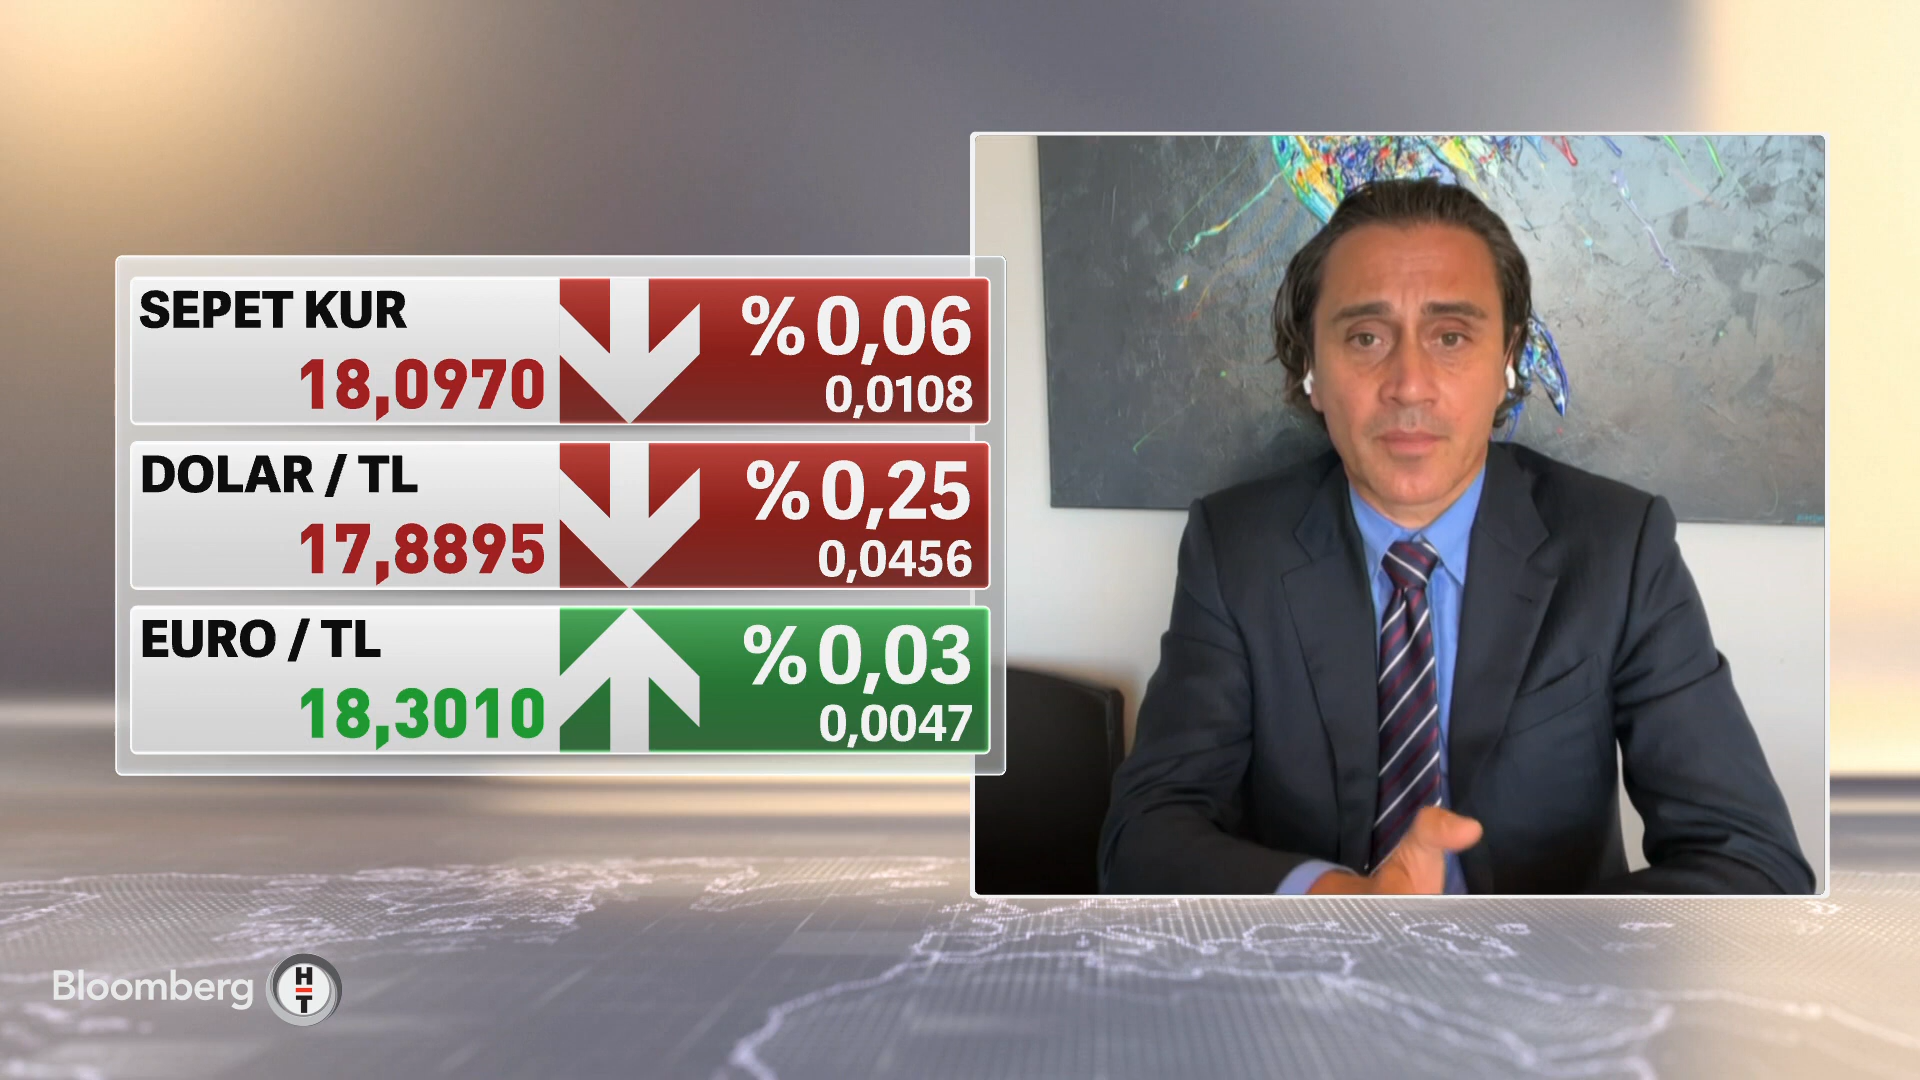 SEPET KUR
18,0970
%0,06
0,0108
DOLAR / TL
17,8895
%0,25
0,0456
EURO / TL
18,3010
%0,03
0,0047
Bloomberg HT